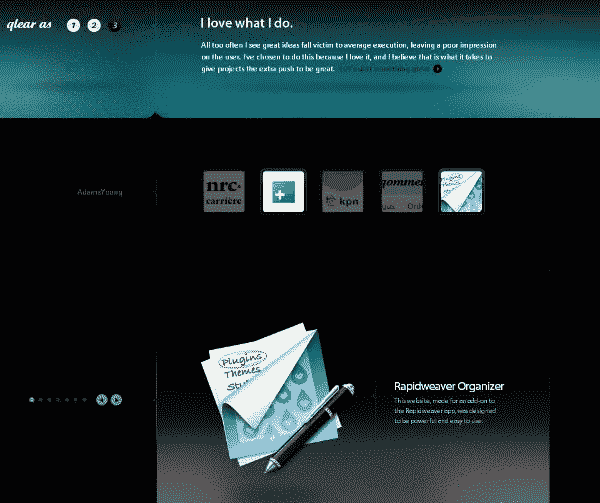 qlear as 1 2 3
I love what I do.
All too often I see great ideas fall victim to average execution, leaving a poor impression
on the user. I've chosen to do this because I love it, and I believe that is what it takes to
give projects the extra push to be great.
AdamsYoung
nrc
carrière
kpn
gomme
gas Ord
Plugins
Themes
Stu
Rapidweaver Organizer
This website, made for an add-on to
the Rapidweaver app, was designed
to be powerful and easy to use.